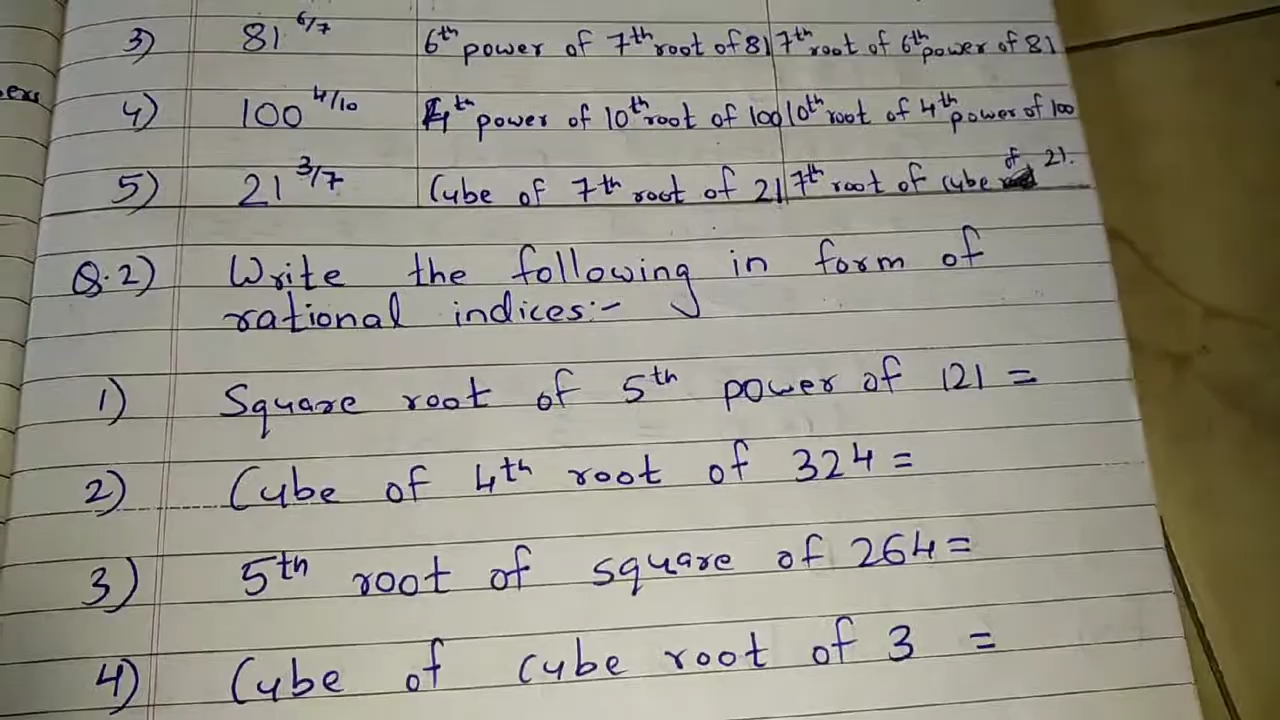 3) 81^6/7 6th power of 7th root of 81 7th root of 6th power of 81
4) 100^4/10 4th power of 10th root of 100 10th root of 4th power of 100
5) 21^3/7 Cube of 7th root of 21 7th root of cube of 21.
Q.2) Write the following in form of
rational indices:-
1) Square root of 5th power of 121 =
2) Cube of 4th root of 324 =
3) 5th root of square of 264 =
4) Cube of cube root of 3 =